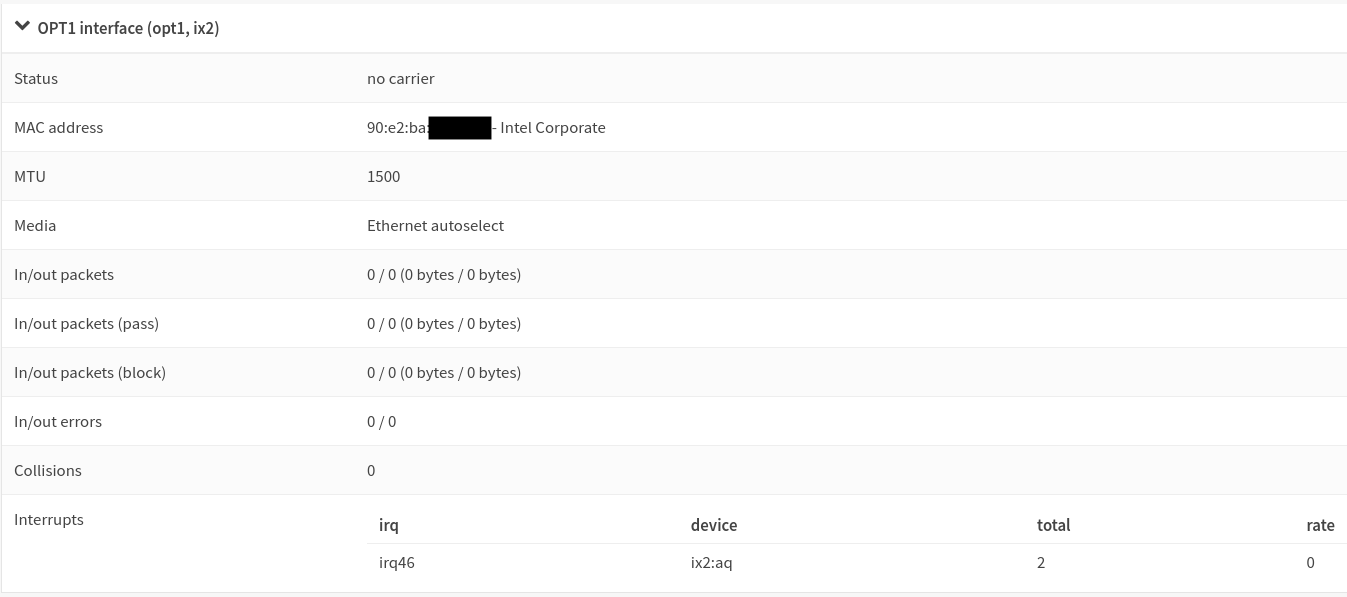 OPT1 interface (opt1, ix2)
Status no carrier
MAC address 90:e2:ba: - Intel Corporate
MTU 1500
Media Ethernet autoselect
In/out packets 0 / 0 (0 bytes / 0 bytes)
In/out packets (pass) 0 / 0 (0 bytes / 0 bytes)
In/out packets (block) 0 / 0 (0 bytes / 0 bytes)
In/out errors 0 / 0
Collisions 0
Interrupts irq device total rate
irq46 ix2:aq 2 0